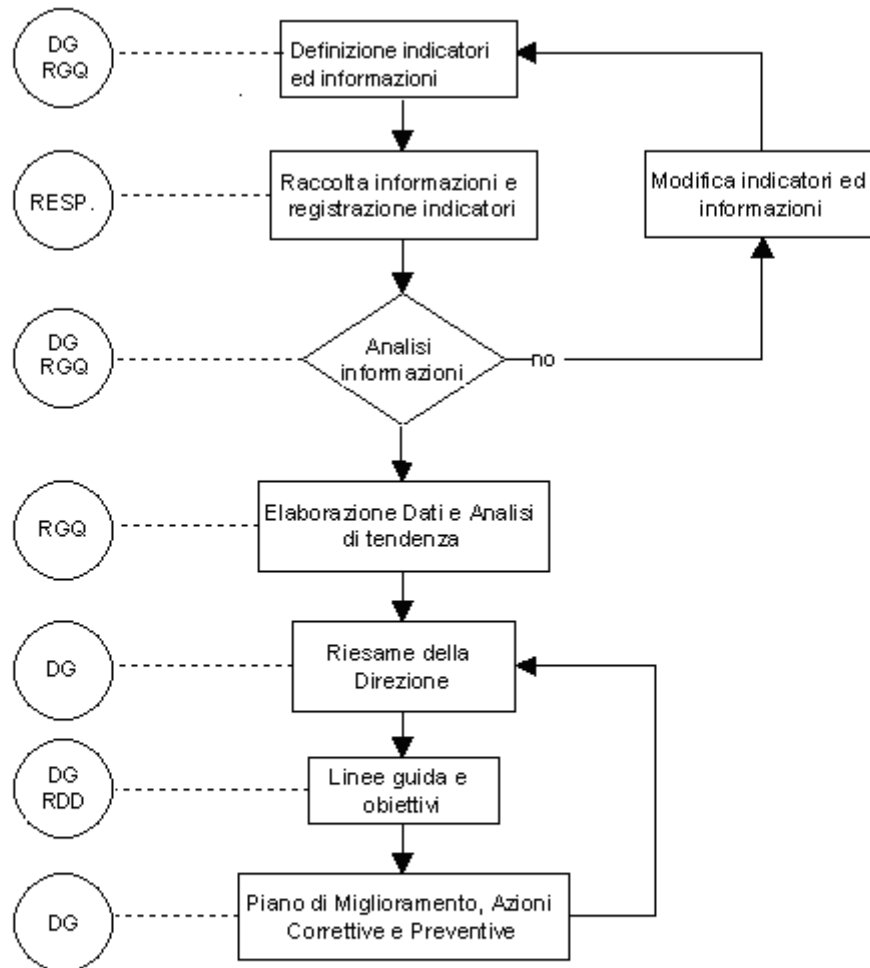 DG
RGQ
Definizione indicatori
ed informazioni
RESP.
Raccolta informazioni e
registrazione indicatori
Modifica indicatori ed
informazioni
DG
RGQ
Analisi
informazioni
no
RGQ
Elaborazione Dati e Analisi
di tendenza
DG
Riesame della
Direzione
DG
RDD
Linee guida e
obiettivi
DG
Piano di Miglioramento, Azioni
Correttive e Preventive